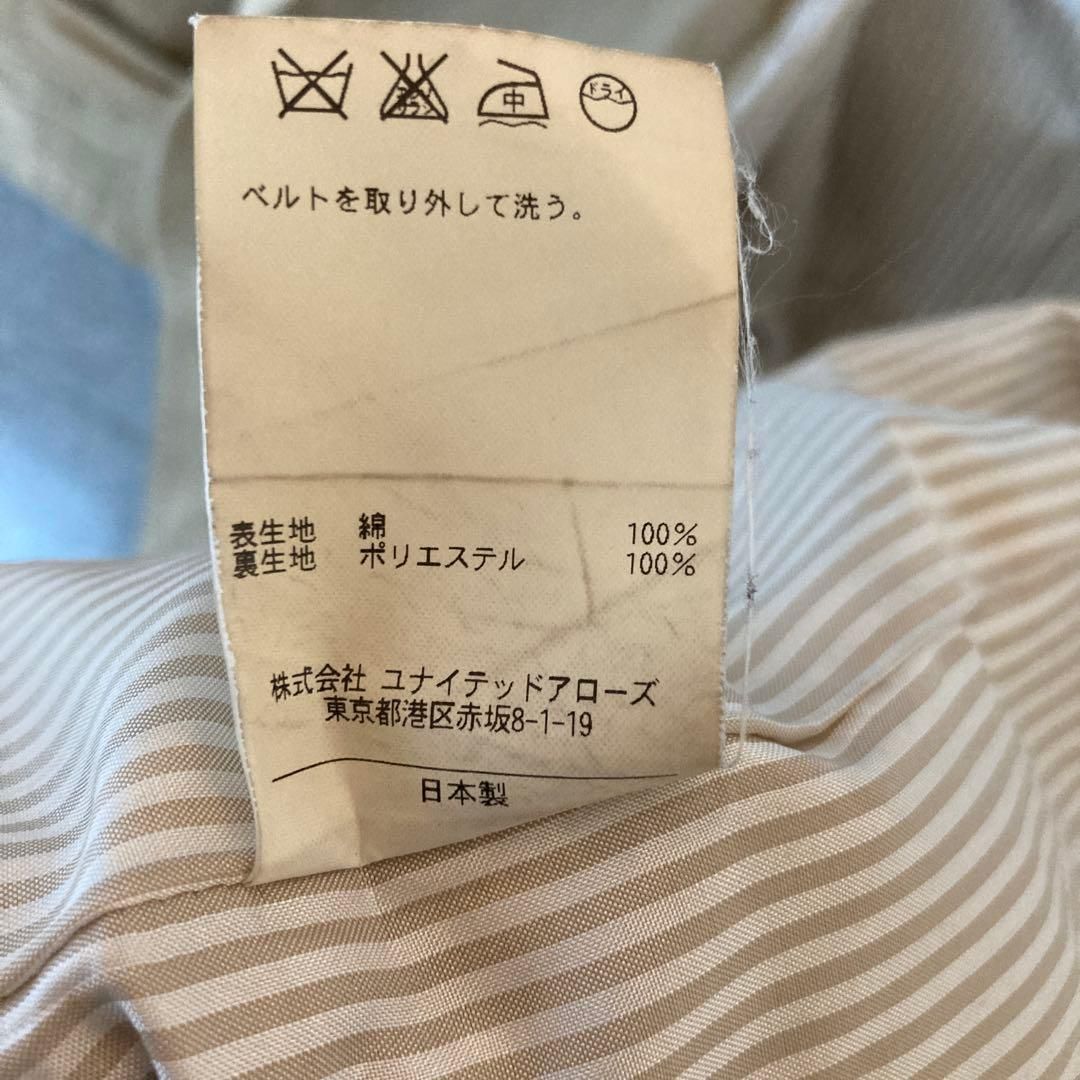 中 ドライ
ベルトを取り外して洗う。
表生地 綿 100%
裏生地 ポリエステル 100%
株式会社 ユナイテッドアローズ
東京都港区赤坂8-1-19
日本製